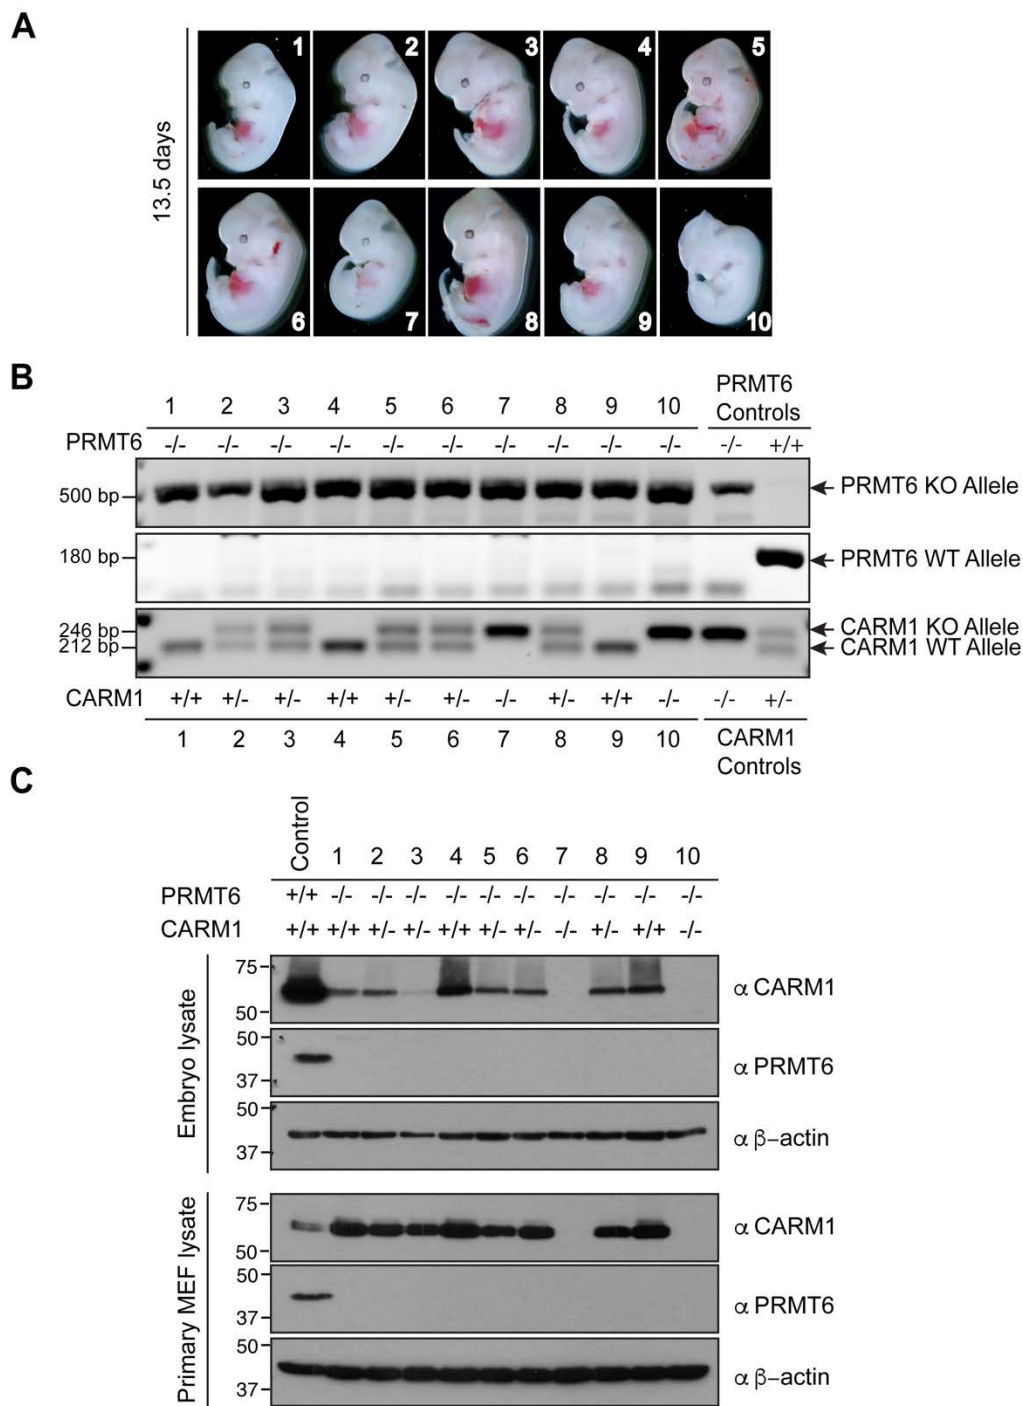 A
13.5 days
1 2 3 4 5
6 7 8 9 10
B
PRMT6 Controls
1 2 3 4 5 6 7 8 9 10
PRMT6 -/- -/- -/- -/- -/- -/- -/- -/- -/- -/- -/- +/+
500 bp PRMT6 KO Allele
180 bp PRMT6 WT Allele
246 bp CARM1 KO Allele
212 bp CARM1 WT Allele
CARM1 +/+ +/- +/- +/+ +/- +/- -/- +/- +/+ -/- -/- +/-
1 2 3 4 5 6 7 8 9 10
CARM1 Controls
C
Control 1 2 3 4 5 6 7 8 9 10
PRMT6 +/+ -/- -/- -/- -/- -/- -/- -/- -/- -/- -/-
CARM1 +/+ +/+ +/- +/- +/+ +/- +/- -/- +/- +/+ -/-
Embryo lysate
75
50
α CARM1
50
37
α PRMT6
50
37
α β–actin
Primary MEF lysate
75
50
α CARM1
50
37
α PRMT6
50
37
α β–actin